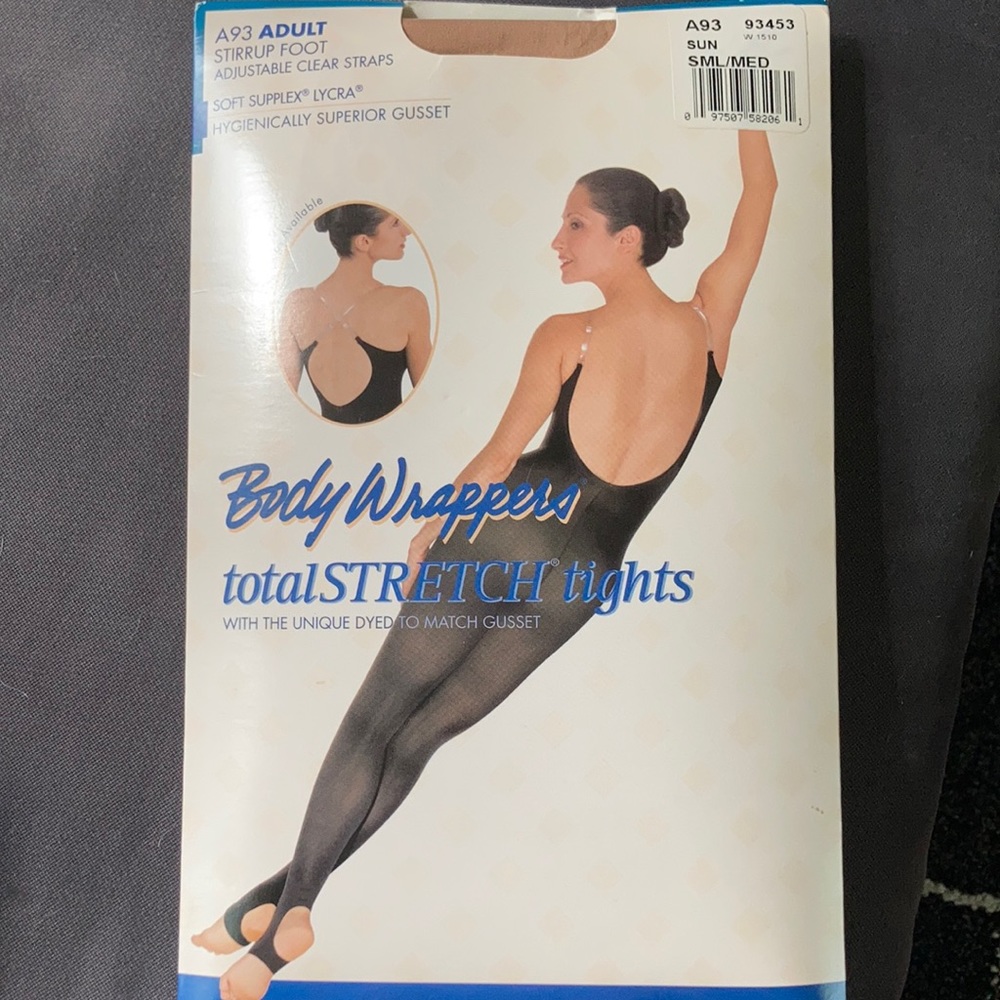 A93 ADULT
STIRRUP FOOT
ADJUSTABLE CLEAR STRAPS
SOFT SUPPLEX® LYCRA®
HYGIENICALLY SUPERIOR GUSSET
A93 93453
W 1510
SUN
SML/MED
0 97507 58206 1
Available
Body Wrappers®
totalSTRETCH® tights
WITH THE UNIQUE DYED TO MATCH GUSSET